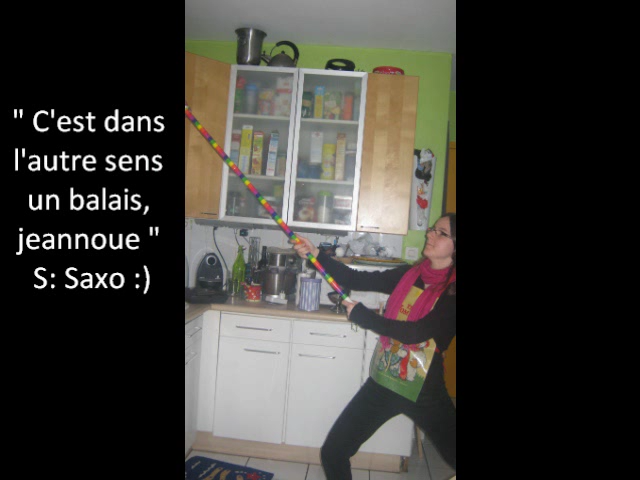 " C'est dans
l'autre sens
un balais,
jeannoue "
S: Saxo :)